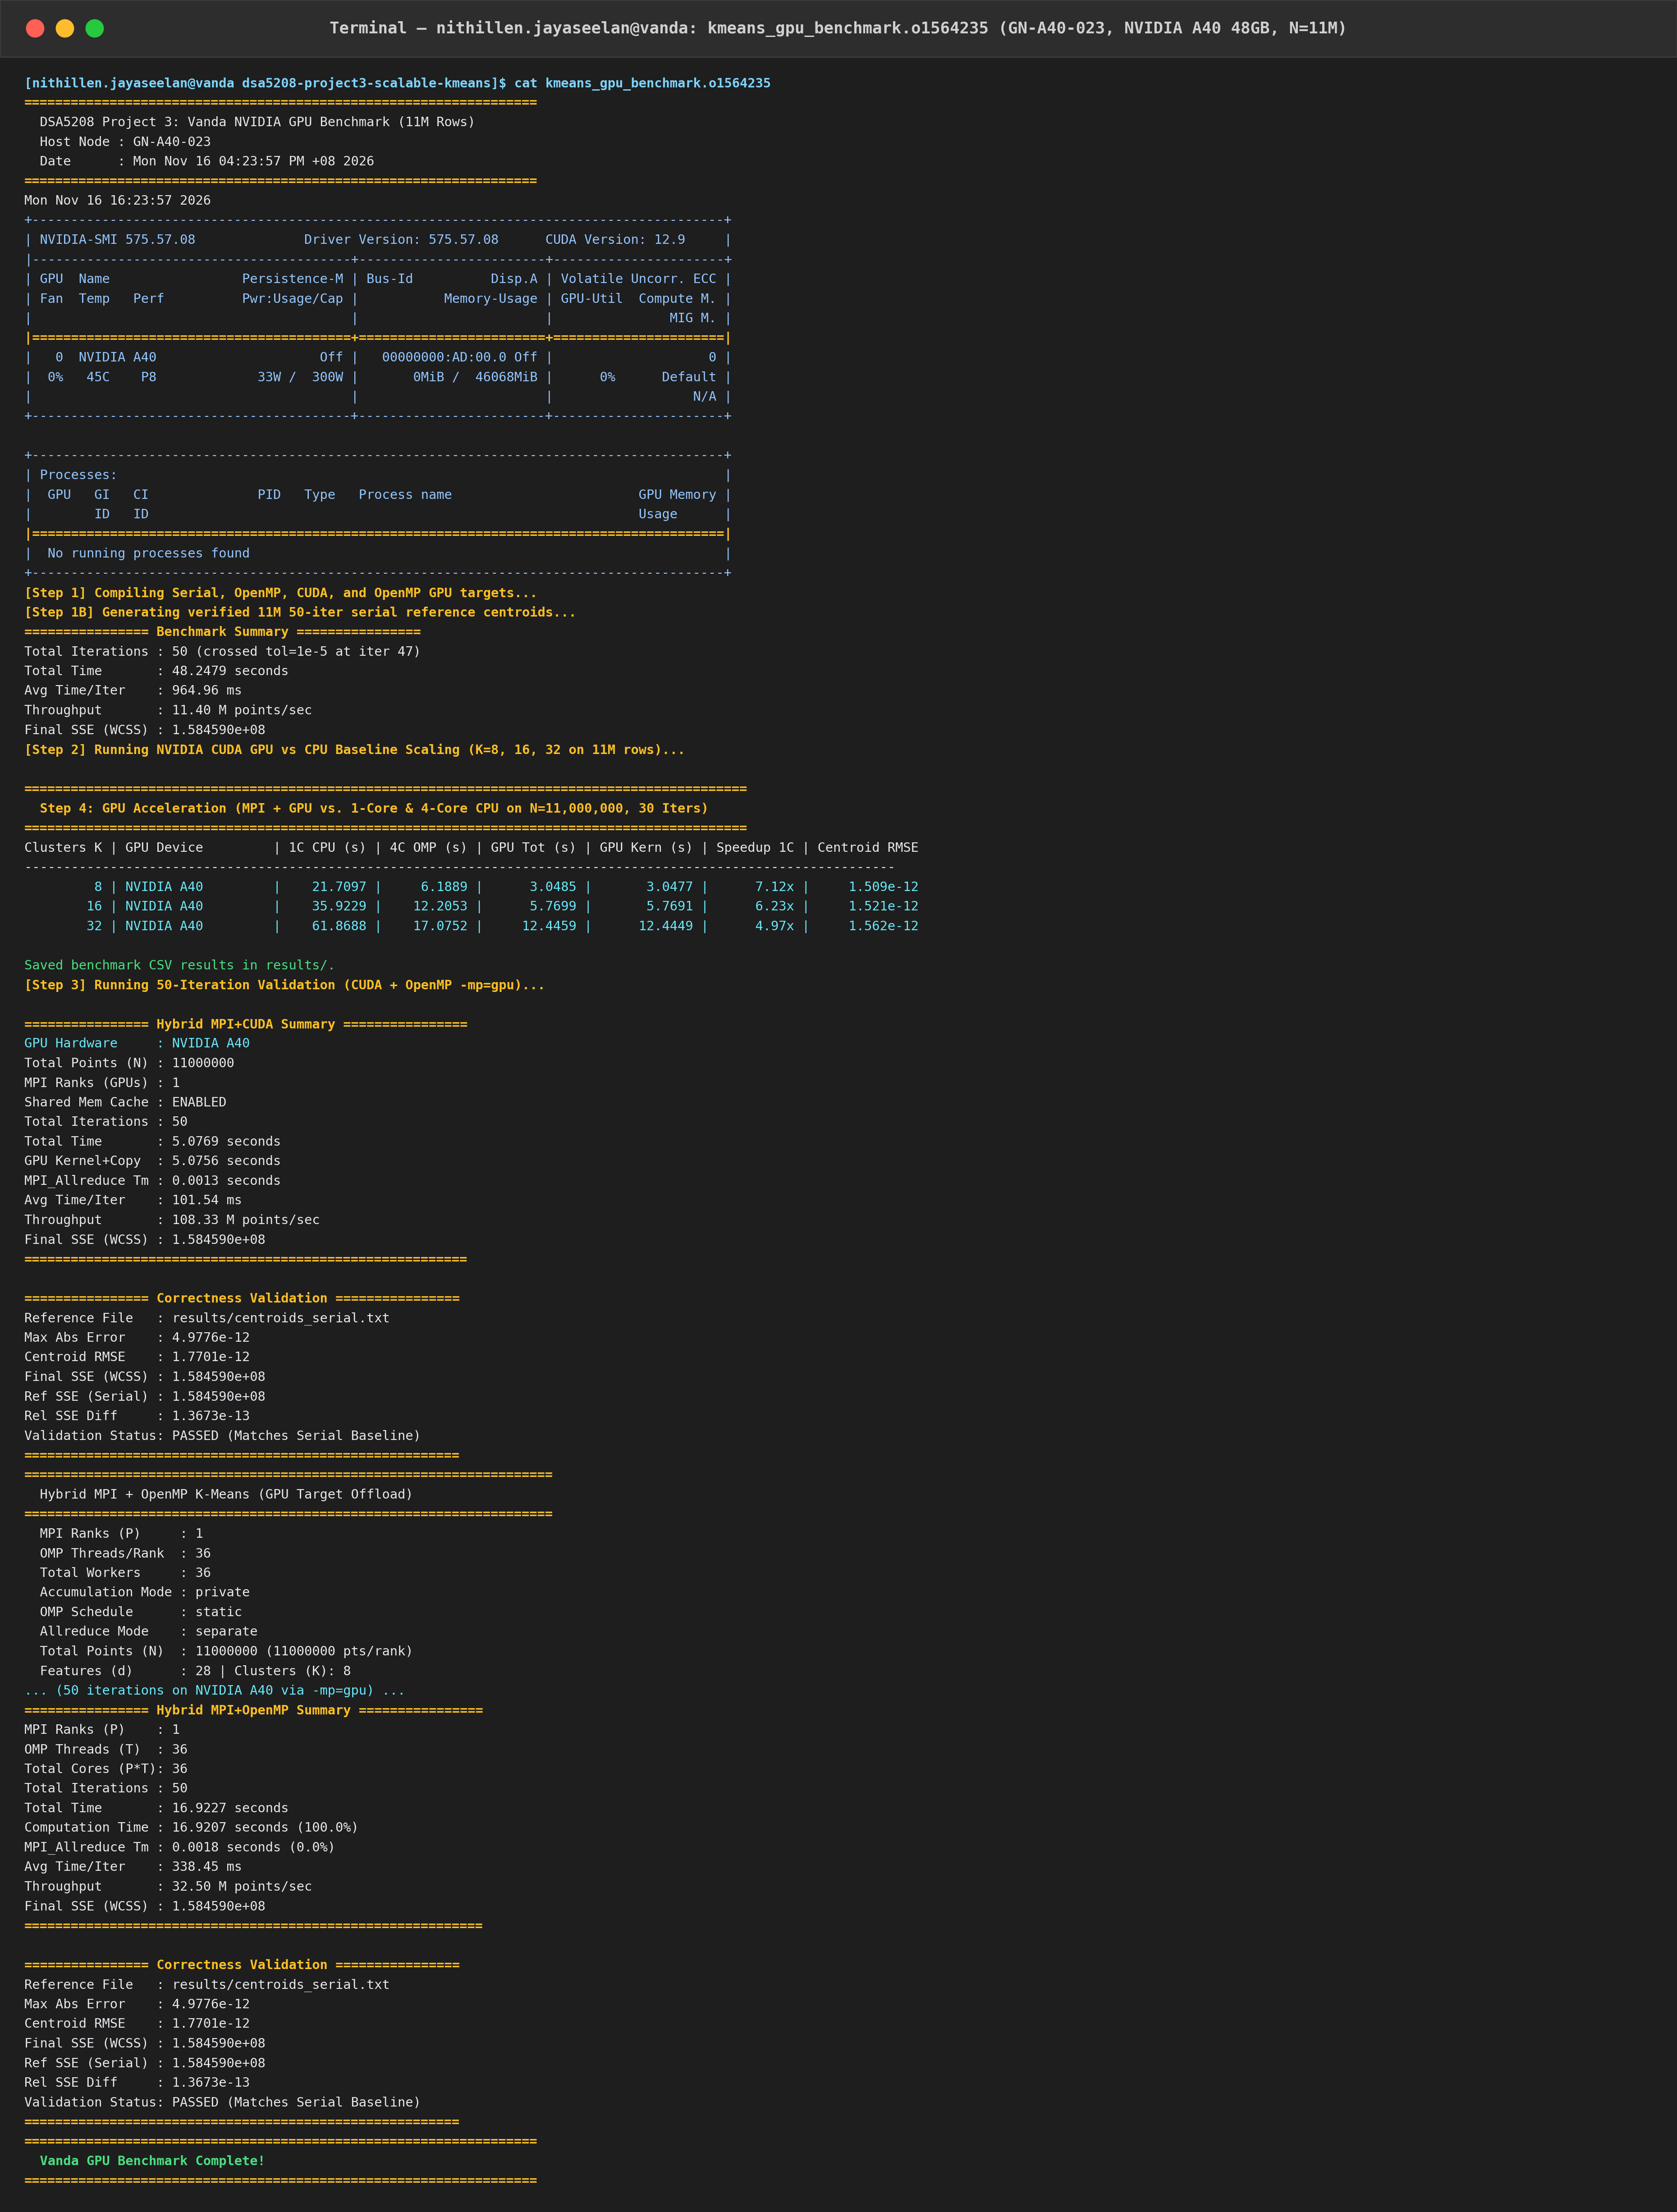 Terminal — nithillen.jayaseelan@vanda: kmeans_gpu_benchmark.o1564235 (GN-A40-023, NVIDIA A40 48GB, N=11M)
[nithillen.jayaseelan@vanda dsa5208-project3-scalable-kmeans]$ cat kmeans_gpu_benchmark.o1564235
==================================================================
  DSA5208 Project 3: Vanda NVIDIA GPU Benchmark (11M Rows)
  Host Node : GN-A40-023
  Date      : Mon Nov 16 04:23:57 PM +08 2026
==================================================================
Mon Nov 16 16:23:57 2026
+-----------------------------------------------------------------------------------------+
| NVIDIA-SMI 575.57.08              Driver Version: 575.57.08      CUDA Version: 12.9     |
|-----------------------------------------+------------------------+----------------------+
| GPU  Name                 Persistence-M | Bus-Id          Disp.A | Volatile Uncorr. ECC |
| Fan  Temp   Perf          Pwr:Usage/Cap |           Memory-Usage | GPU-Util  Compute M. |
|                                         |                        |               MIG M. |
|=========================================+========================+======================|
|   0  NVIDIA A40                     Off |   00000000:AD:00.0 Off |                    0 |
|  0%   45C    P8             33W /  300W |       0MiB /  46068MiB |      0%      Default |
|                                         |                        |                  N/A |
+-----------------------------------------+------------------------+----------------------+

+-----------------------------------------------------------------------------------------+
| Processes:                                                                              |
|  GPU   GI   CI              PID   Type   Process name                        GPU Memory |
|        ID   ID                                                               Usage      |
|=========================================================================================|
|  No running processes found                                                             |
+-----------------------------------------------------------------------------------------+
[Step 1] Compiling Serial, OpenMP, CUDA, and OpenMP GPU targets...
[Step 1B] Generating verified 11M 50-iter serial reference centroids...
================ Benchmark Summary ================
Total Iterations : 50 (crossed tol=1e-5 at iter 47)
Total Time       : 48.2479 seconds
Avg Time/Iter    : 964.96 ms
Throughput       : 11.40 M points/sec
Final SSE (WCSS) : 1.584590e+08
[Step 2] Running NVIDIA CUDA GPU vs CPU Baseline Scaling (K=8, 16, 32 on 11M rows)...

=============================================================================================
  Step 4: GPU Acceleration (MPI + GPU vs. 1-Core & 4-Core CPU on N=11,000,000, 30 Iters)
=============================================================================================
Clusters K | GPU Device         | 1C CPU (s) | 4C OMP (s) | GPU Tot (s) | GPU Kern (s) | Speedup 1C | Centroid RMSE
----------------------------------------------------------------------------------------------------------------
         8 | NVIDIA A40         |    21.7097 |     6.1889 |      3.0485 |       3.0477 |      7.12x |     1.509e-12
        16 | NVIDIA A40         |    35.9229 |    12.2053 |      5.7699 |       5.7691 |      6.23x |     1.521e-12
        32 | NVIDIA A40         |    61.8688 |    17.0752 |     12.4459 |      12.4449 |      4.97x |     1.562e-12

Saved benchmark CSV results in results/.
[Step 3] Running 50-Iteration Validation (CUDA + OpenMP -mp=gpu)...

================ Hybrid MPI+CUDA Summary ================
GPU Hardware     : NVIDIA A40
Total Points (N) : 11000000
MPI Ranks (GPUs) : 1
Shared Mem Cache : ENABLED
Total Iterations : 50
Total Time       : 5.0769 seconds
GPU Kernel+Copy  : 5.0756 seconds
MPI_Allreduce Tm : 0.0013 seconds
Avg Time/Iter    : 101.54 ms
Throughput       : 108.33 M points/sec
Final SSE (WCSS) : 1.584590e+08
=========================================================

================ Correctness Validation ================
Reference File   : results/centroids_serial.txt
Max Abs Error    : 4.9776e-12
Centroid RMSE    : 1.7701e-12
Final SSE (WCSS) : 1.584590e+08
Ref SSE (Serial) : 1.584590e+08
Rel SSE Diff     : 1.3673e-13
Validation Status: PASSED (Matches Serial Baseline)
========================================================
====================================================================
  Hybrid MPI + OpenMP K-Means (GPU Target Offload)
====================================================================
  MPI Ranks (P)     : 1
  OMP Threads/Rank  : 36
  Total Workers     : 36
  Accumulation Mode : private
  OMP Schedule      : static
  Allreduce Mode    : separate
  Total Points (N)  : 11000000 (11000000 pts/rank)
  Features (d)      : 28 | Clusters (K): 8
... (50 iterations on NVIDIA A40 via -mp=gpu) ...
================ Hybrid MPI+OpenMP Summary ================
MPI Ranks (P)    : 1
OMP Threads (T)  : 36
Total Cores (P*T): 36
Total Iterations : 50
Total Time       : 16.9227 seconds
Computation Time : 16.9207 seconds (100.0%)
MPI_Allreduce Tm : 0.0018 seconds (0.0%)
Avg Time/Iter    : 338.45 ms
Throughput       : 32.50 M points/sec
Final SSE (WCSS) : 1.584590e+08
===========================================================

================ Correctness Validation ================
Reference File   : results/centroids_serial.txt
Max Abs Error    : 4.9776e-12
Centroid RMSE    : 1.7701e-12
Final SSE (WCSS) : 1.584590e+08
Ref SSE (Serial) : 1.584590e+08
Rel SSE Diff     : 1.3673e-13
Validation Status: PASSED (Matches Serial Baseline)
========================================================
==================================================================
  Vanda GPU Benchmark Complete!
==================================================================